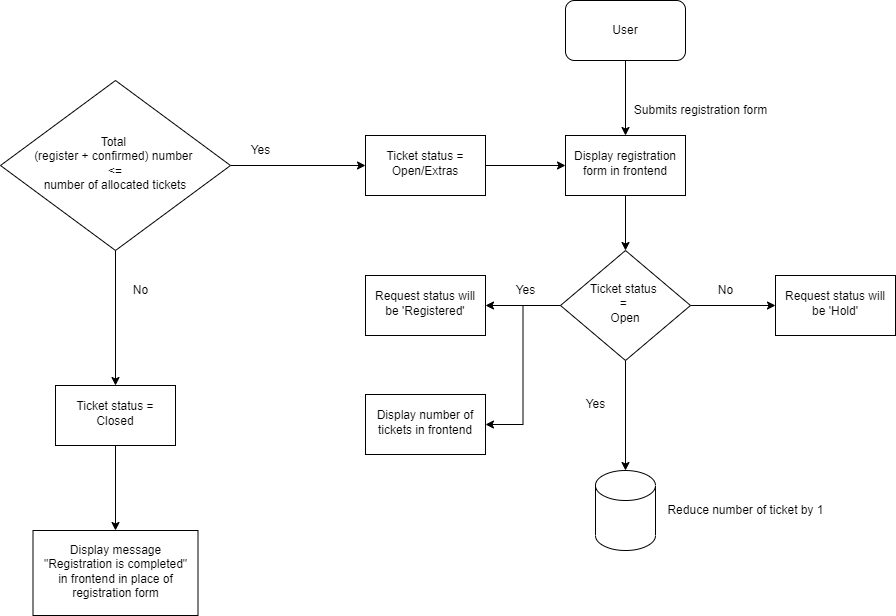 User
Submits registration form
Total
(register + confirmed) number
<=
number of allocated tickets
Yes
Ticket status =
Open/Extras
Display registration
form in frontend
No
Request status will
be 'Registered'
Yes
Ticket status
=
Open
No
Request status will
be 'Hold'
Ticket status =
Closed
Display number of
tickets in frontend
Yes
Reduce number of ticket by 1
Display message
"Registration is completed"
in frontend in place of
registration form